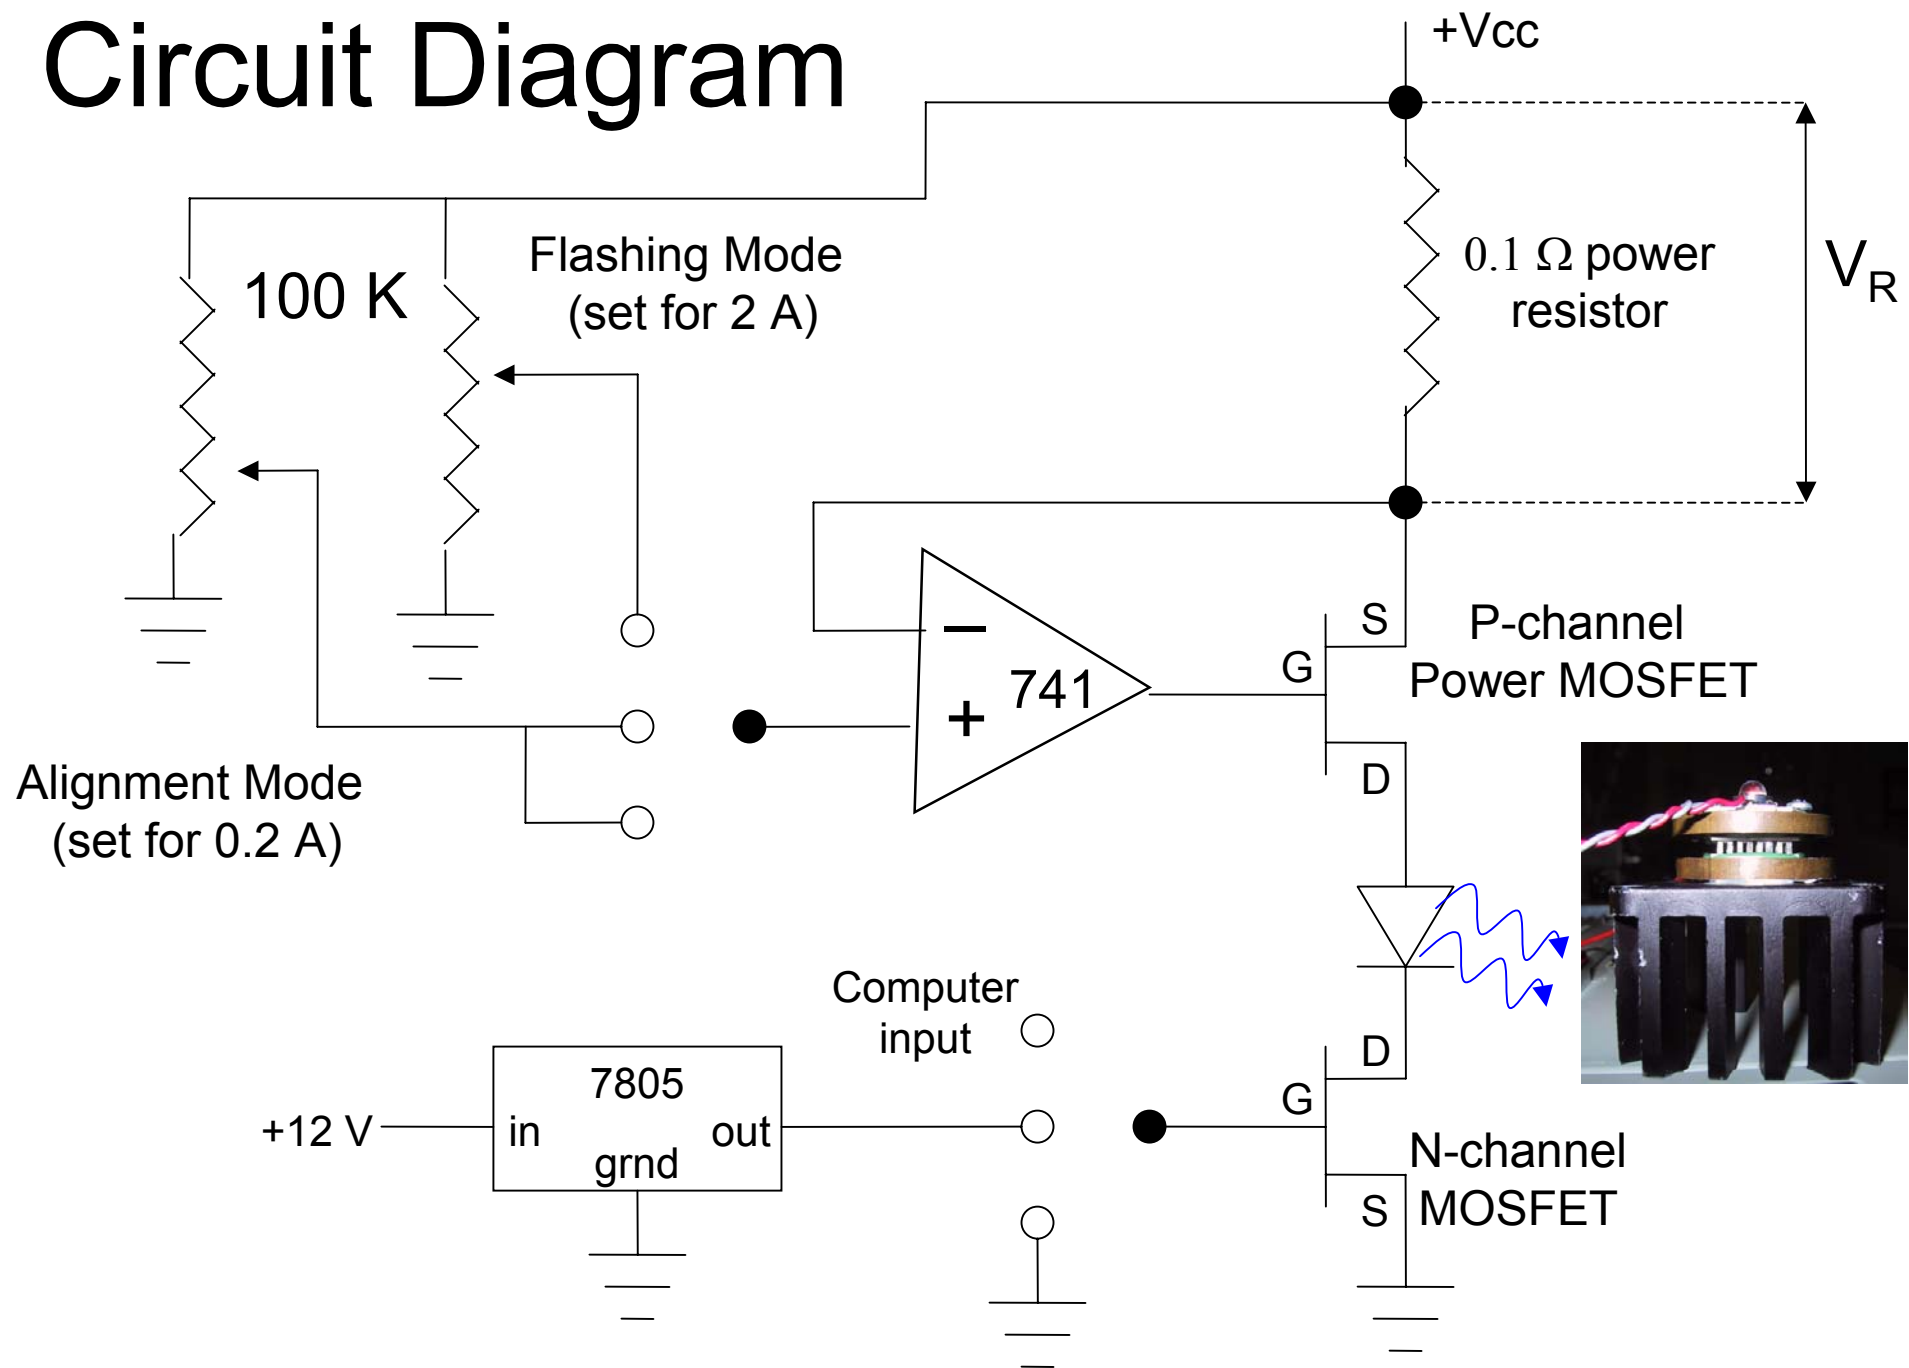 Circuit Diagram
+Vcc
Flashing Mode
(set for 2 A)
100 K
0.1 Ω power
resistor
VR
S
G
P-channel
Power MOSFET
741
−
+
D
Alignment Mode
(set for 0.2 A)
Computer
input
D
G
7805
+12 V
in
out
grnd
N-channel
MOSFET
S